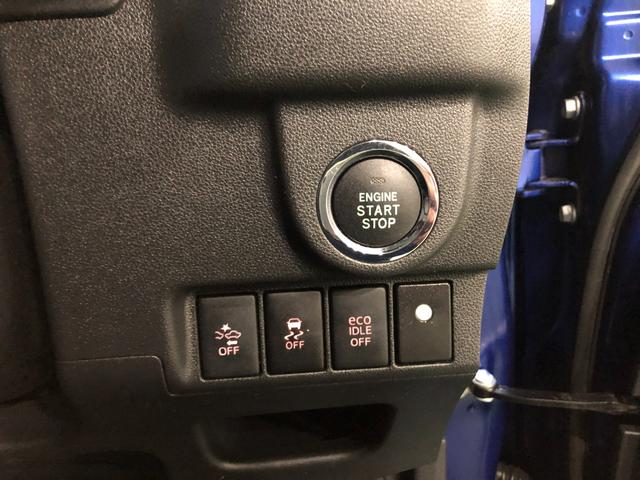 ENGINE
START
STOP
OFF
OFF
eco
IDLE
OFF